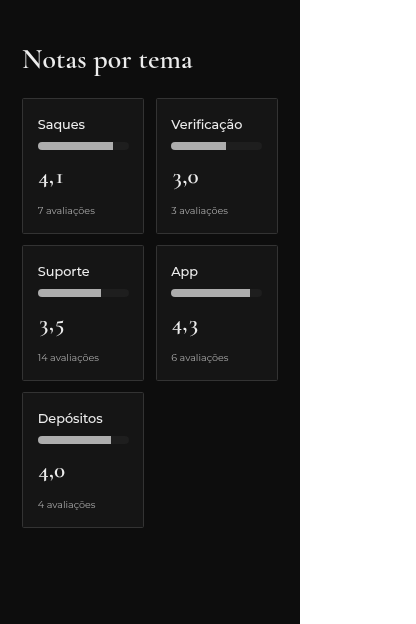 Notas por tema
Saques
4,1
7 avaliações
Verificação
3,0
3 avaliações
Suporte
3,5
14 avaliações
App
4,3
6 avaliações
Depósitos
4,0
4 avaliações